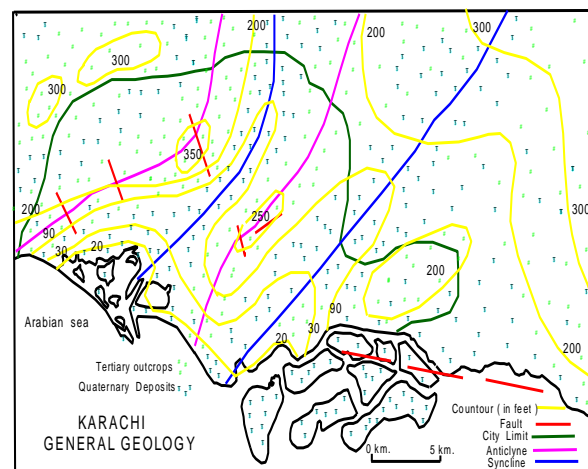 200
200
300
300
300
350
200
90
30
20
250
300
200
90
30
20
200
Arabian sea
Tertiary outcrops
Quaternary Deposits
KARACHI
GENERAL GEOLOGY
0 km. 5 km.
Countour ( in feet )
Fault
City Limit
Anticlyne
Syncline